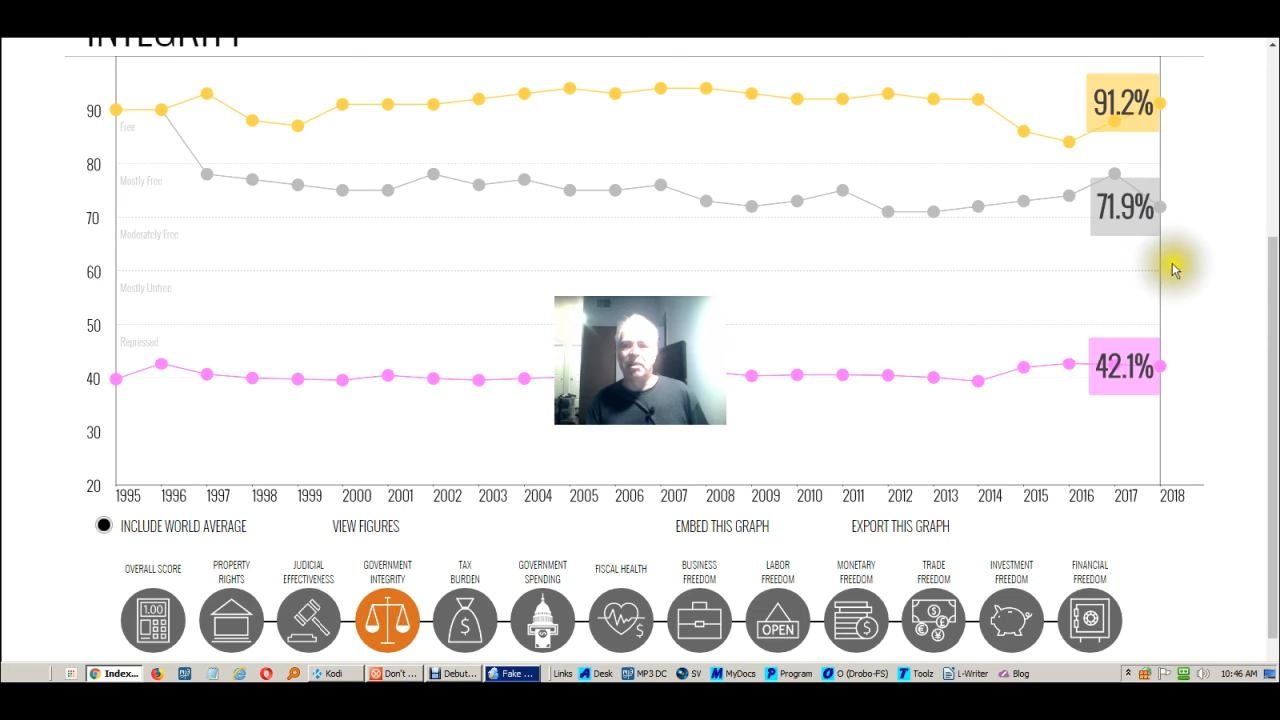 INTEGRITY
90
Free
80
Mostly Free
70
Moderately Free
60
Mostly Unfree
50
Repressed
40
30
20
91.2%
71.9%
42.1%
1995 1996 1997 1998 1999 2000 2001 2002 2003 2004 2005 2006 2007 2008 2009 2010 2011 2012 2013 2014 2015 2016 2017 2018
INCLUDE WORLD AVERAGE VIEW FIGURES EMBED THIS GRAPH EXPORT THIS GRAPH
OVERALL SCORE
PROPERTY
RIGHTS
JUDICIAL
EFFECTIVENESS
GOVERNMENT
INTEGRITY
TAX
BURDEN
GOVERNMENT
SPENDING
FISCAL HEALTH
BUSINESS
FREEDOM
LABOR
FREEDOM
MONETARY
FREEDOM
TRADE
FREEDOM
INVESTMENT
FREEDOM
FINANCIAL
FREEDOM
1.00
OPEN
Index... Kodi Don't ... Debut... Fake ... Links Desk MP3 DC SV MyDocs Program O (Drobo-FS) Toolz L-Writer Blog 10:46 AM